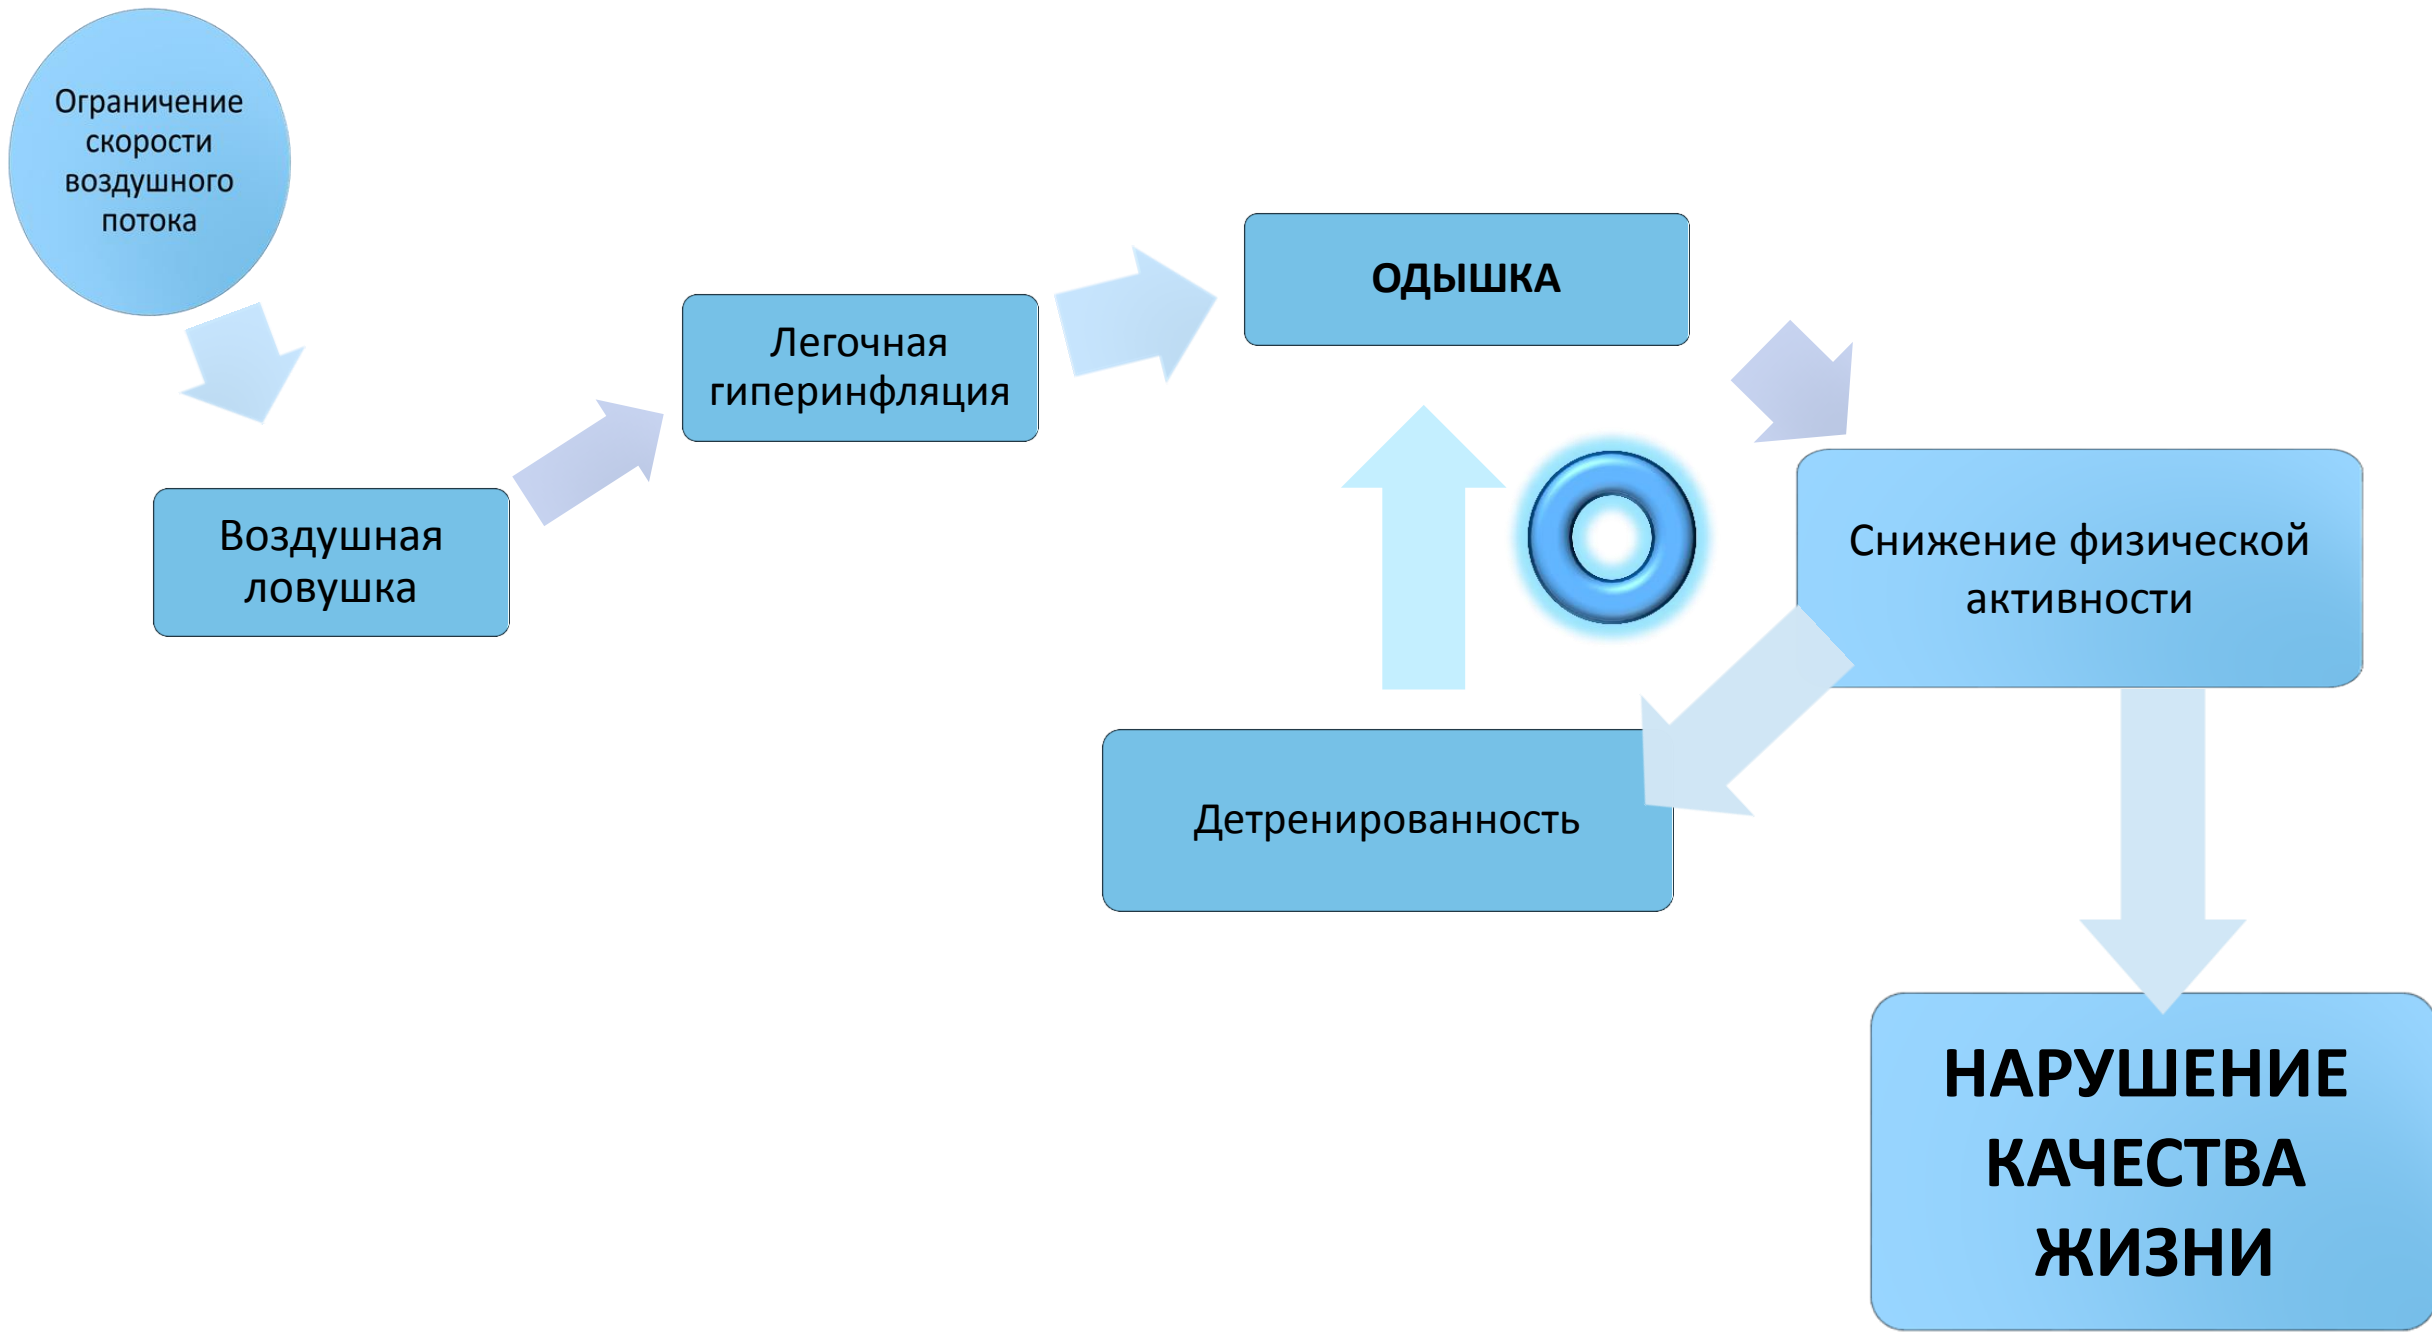 Ограничение
скорости
воздушного
потока
Воздушная
ловушка
Легочная
гиперинфляция
ОДЫШКА
Снижение физической
активности
Детренированность
НАРУШЕНИЕ
КАЧЕСТВА
ЖИЗНИ